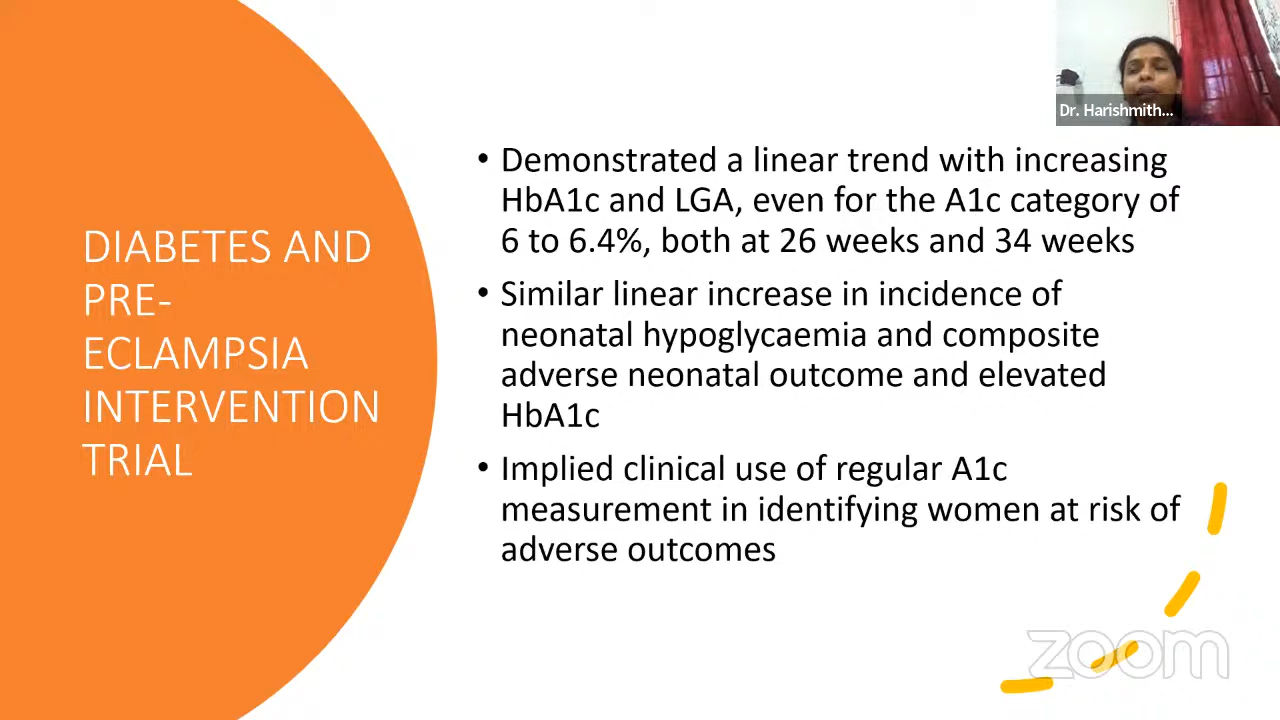 Dr. Harishmith...
DIABETES AND
PRE-
ECLAMPSIA
INTERVENTION
TRIAL
• Demonstrated a linear trend with increasing
HbA1c and LGA, even for the A1c category of
6 to 6.4%, both at 26 weeks and 34 weeks
• Similar linear increase in incidence of
neonatal hypoglycaemia and composite
adverse neonatal outcome and elevated
HbA1c
• Implied clinical use of regular A1c
measurement in identifying women at risk of
adverse outcomes
zoom